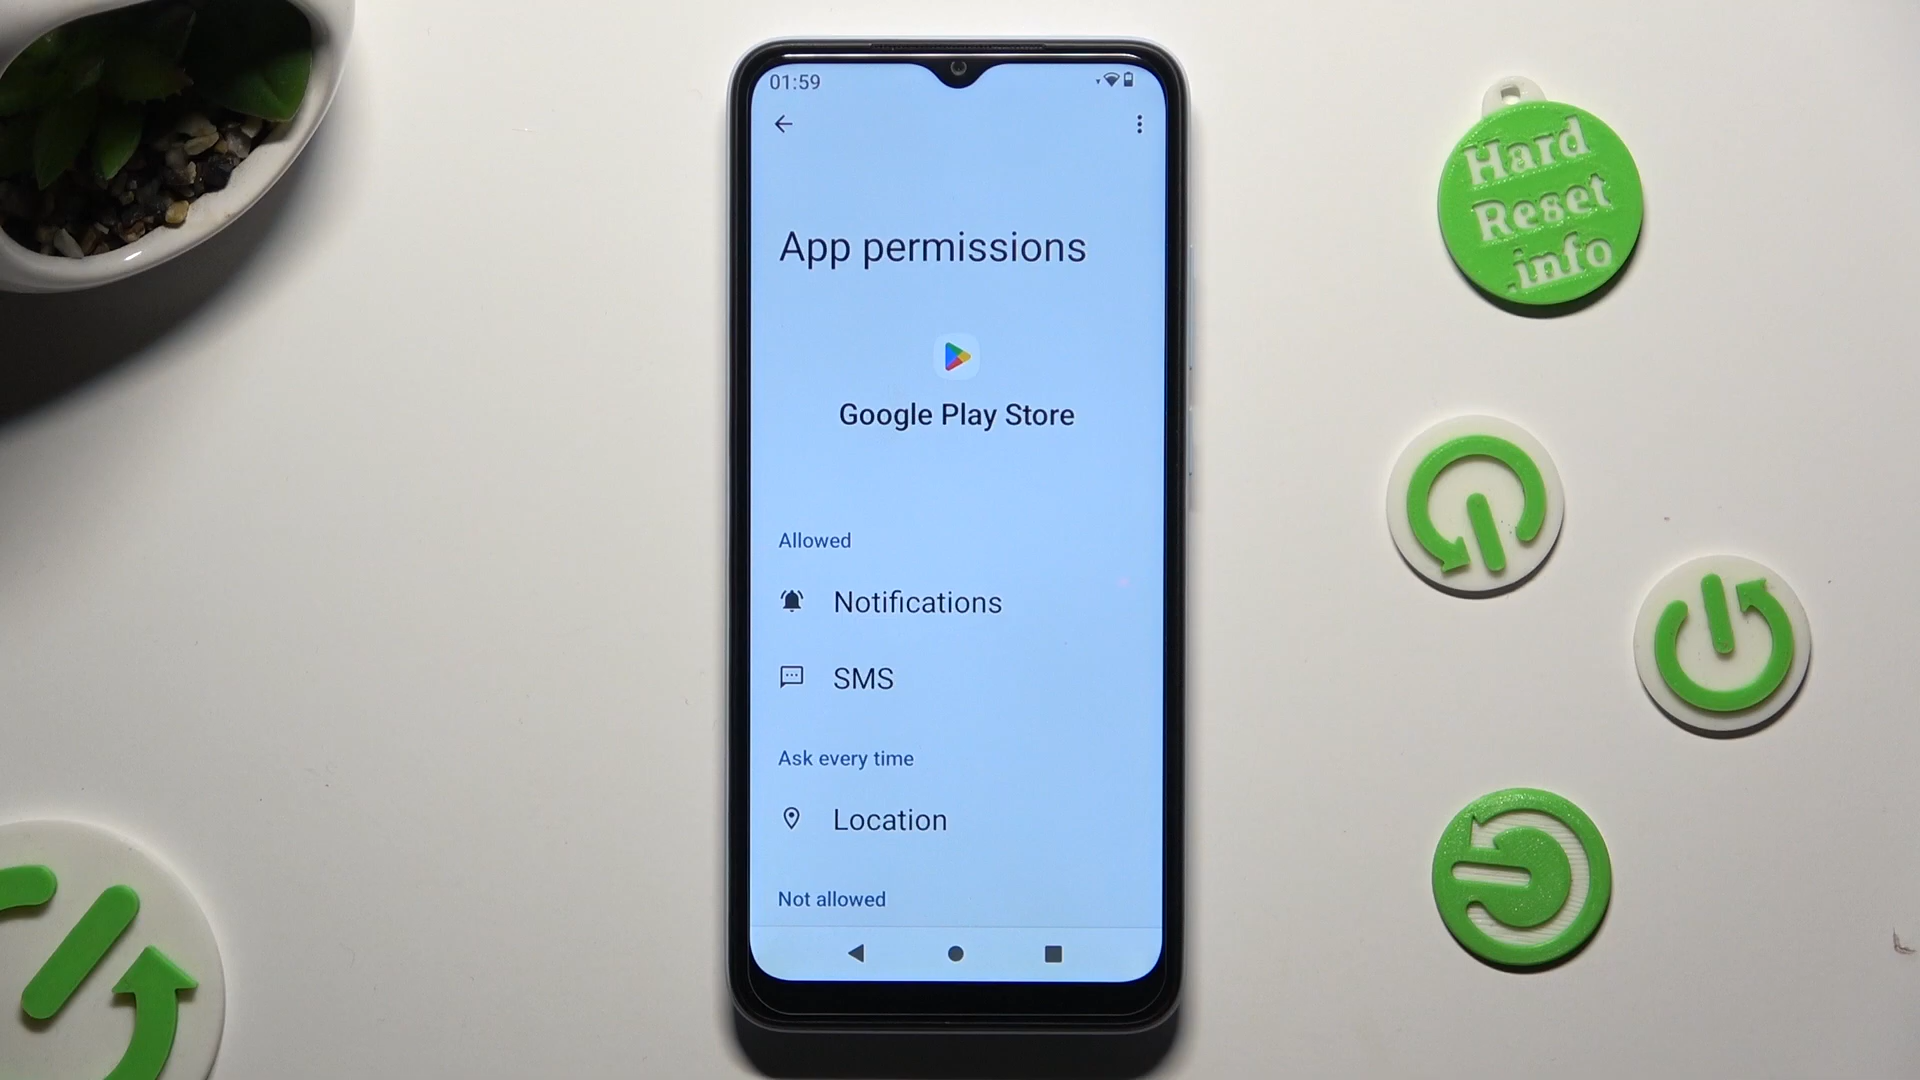 01:59
App permissions
Google Play Store
Allowed
Notifications
SMS
Ask every time
Location
Not allowed
Hard
Reset
.info